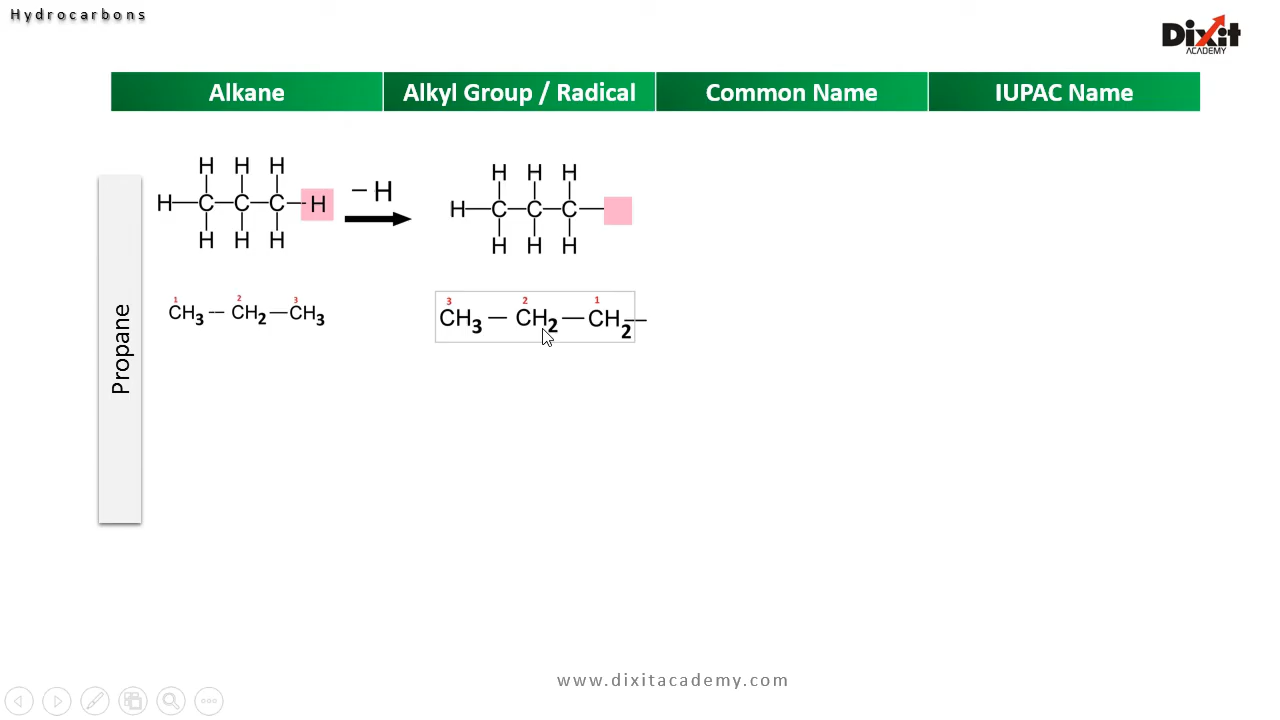 Hydrocarbons
Dixit
ACADEMY
Alkane
Alkyl Group / Radical
Common Name
IUPAC Name
H H H
H—C—C—C—H
H H H
– H
H H H
H—C—C—C—
H H H
Propane
1 2 3
CH3 — CH2 — CH3
3 2 1
CH3 — CH2 — CH2—
www.dixitacademy.com